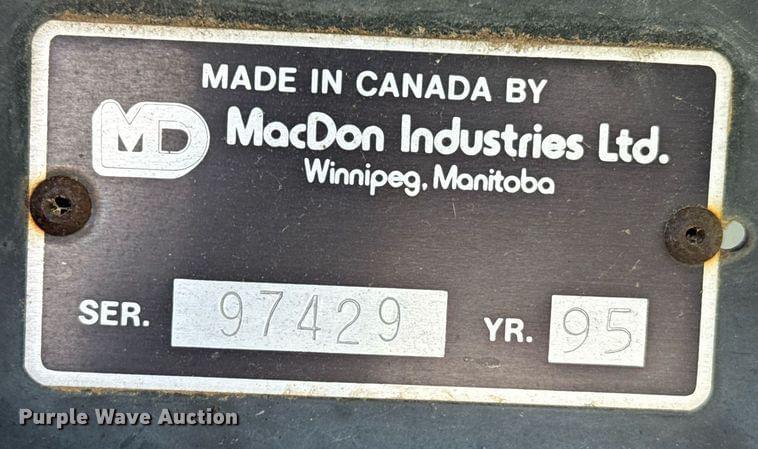 MADE IN CANADA BY
MD MacDon Industries Ltd.
Winnipeg, Manitoba
SER. 97429 YR. 95
Purple Wave Auction